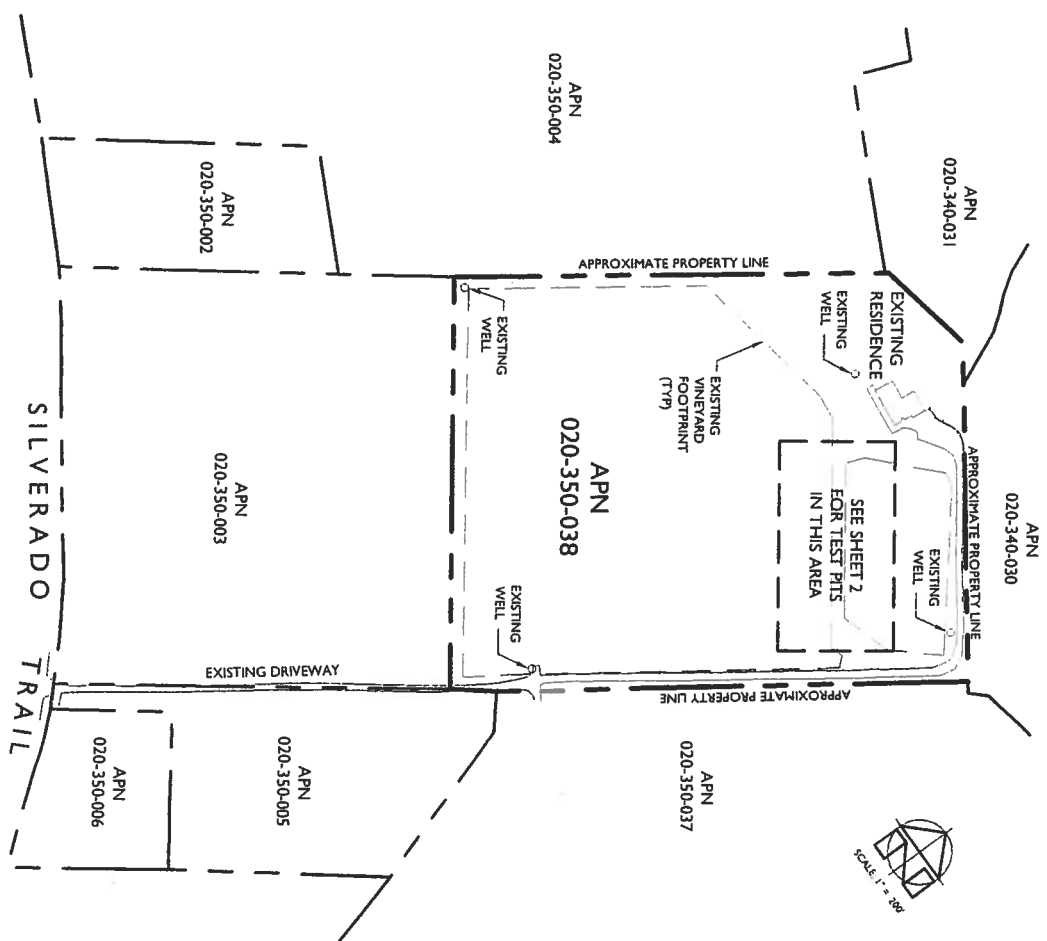 APN
020-340-030
APN
020-340-031
APN
020-350-004
APN
020-350-002
APPROXIMATE PROPERTY LINE
APPROXIMATE PROPERTY LINE
APPROXIMATE PROPERTY LINE
EXISTING
RESIDENCE
EXISTING
WELL
EXISTING
WELL
SEE SHEET 2
FOR TEST PITS
IN THIS AREA
EXISTING
VINEYARD
FOOTPRINT
(TYP)
APN
020-350-038
EXISTING
WELL
EXISTING
WELL
APN
020-350-037
APN
020-350-003
EXISTING DRIVEWAY
APN
020-350-005
APN
020-350-006
SILVERADO TRAIL
SCALE: 1" = 200'